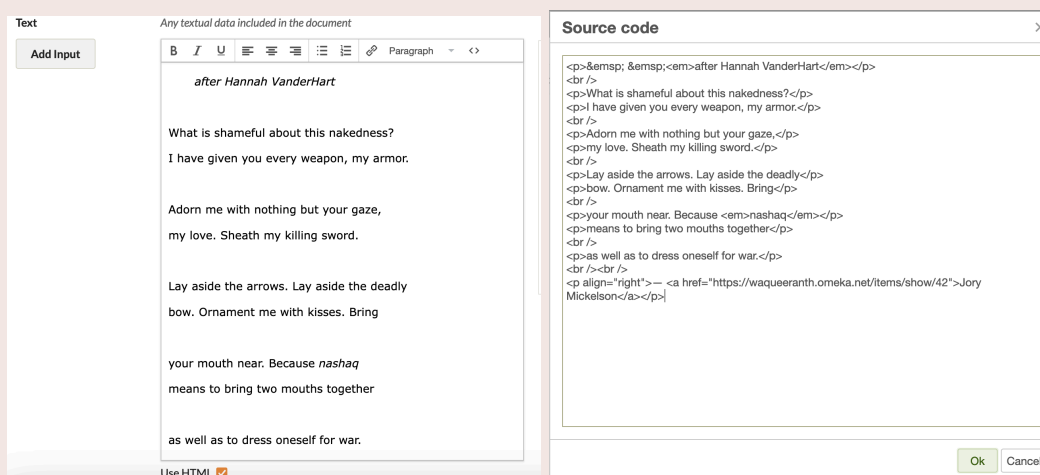 Text
Any textual data included in the document
Add Input
B I U Paragraph <>
after Hannah VanderHart
What is shameful about this nakedness?
I have given you every weapon, my armor.
Adorn me with nothing but your gaze,
my love. Sheath my killing sword.
Lay aside the arrows. Lay aside the deadly
bow. Ornament me with kisses. Bring
your mouth near. Because nashaq
means to bring two mouths together
as well as to dress oneself for war.
Use HTML
Source code
<p>&emsp; &emsp;<em>after Hannah VanderHart</em></p>
<br />
<p>What is shameful about this nakedness?</p>
<p>I have given you every weapon, my armor.</p>
<br />
<p>Adorn me with nothing but your gaze,</p>
<p>my love. Sheath my killing sword.</p>
<br />
<p>Lay aside the arrows. Lay aside the deadly</p>
<p>bow. Ornament me with kisses. Bring</p>
<br />
<p>your mouth near. Because <em>nashaq</em></p>
<p>means to bring two mouths together</p>
<br />
<p>as well as to dress oneself for war.</p>
<br /><br />
<p align="right">— <a href="https://waqueeranth.omeka.net/items/show/42">Jory
Mickelson</a></p>
Ok Cancel